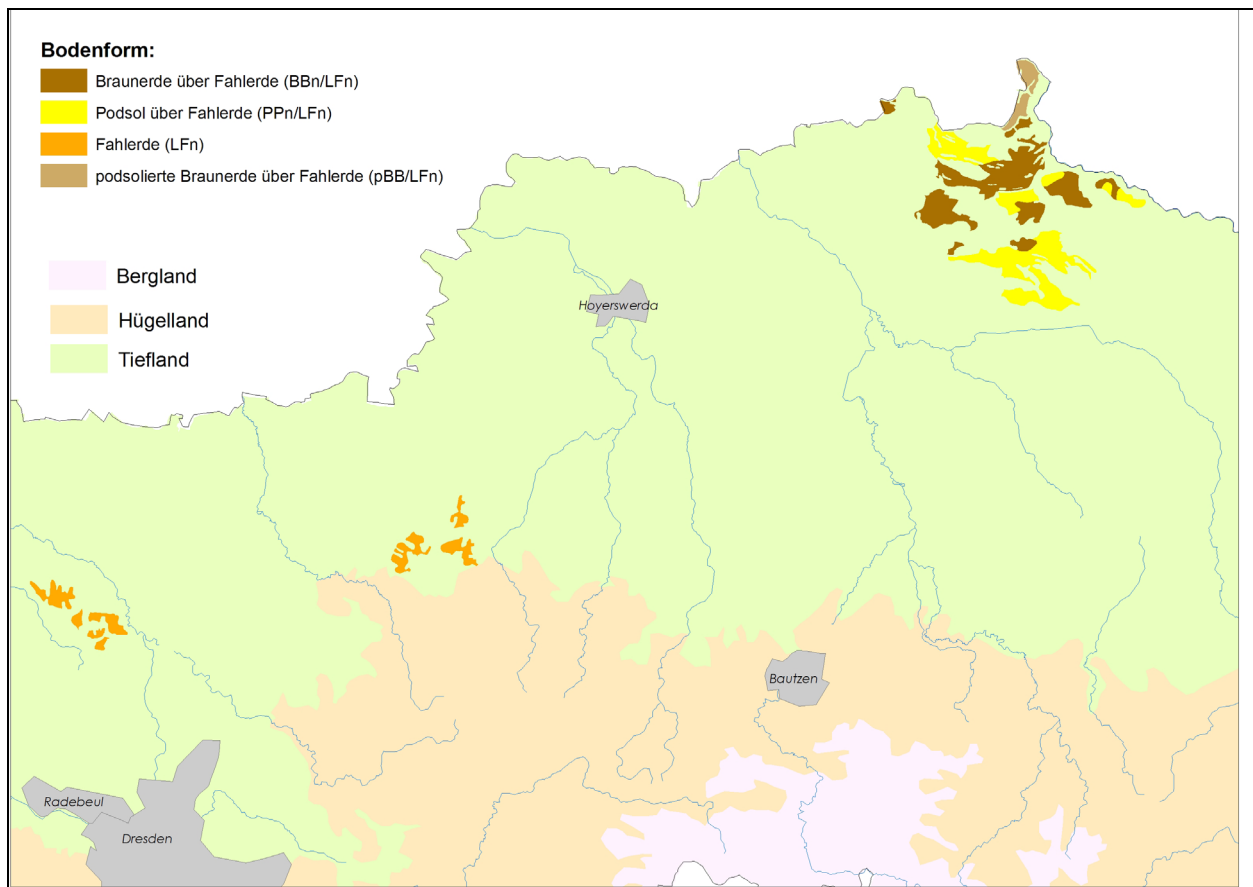 Bodenform:
Braunerde über Fahlerde (BBn/LFn)
Podsol über Fahlerde (PPn/LFn)
Fahlerde (LFn)
podsolierte Braunerde über Fahlerde (pBB/LFn)
Bergland
Hügelland
Tiefland
Hoyerswerda
Bautzen
Radebeul
Dresden